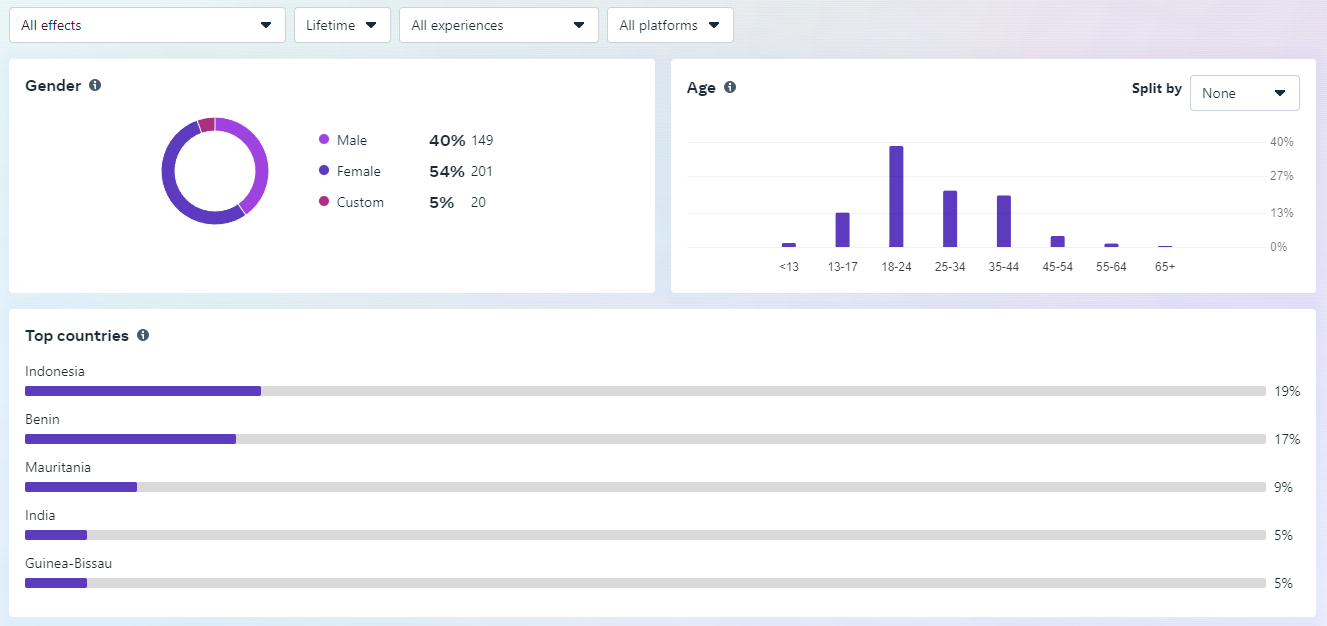 All effects
Lifetime
All experiences
All platforms
Gender
Male 40% 149
Female 54% 201
Custom 5% 20
Age
Split by
None
40%
27%
13%
0%
<13 13-17 18-24 25-34 35-44 45-54 55-64 65+
Top countries
Indonesia
19%
Benin
17%
Mauritania
9%
India
5%
Guinea-Bissau
5%